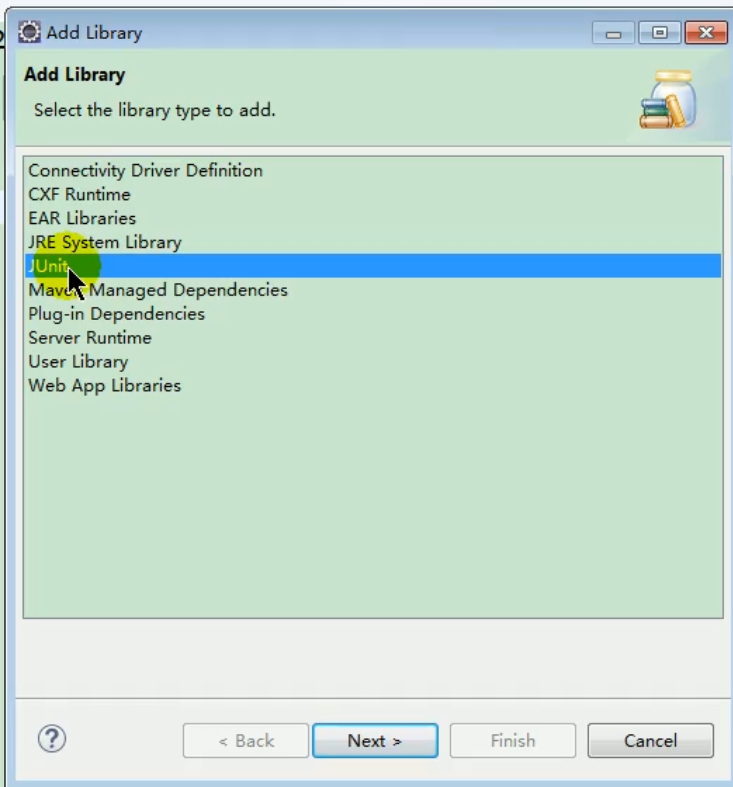 Add Library
Add Library
Select the library type to add.
Connectivity Driver Definition
CXF Runtime
EAR Libraries
JRE System Library
JUnit
Maven Managed Dependencies
Plug-in Dependencies
Server Runtime
User Library
Web App Libraries
? < Back Next > Finish Cancel